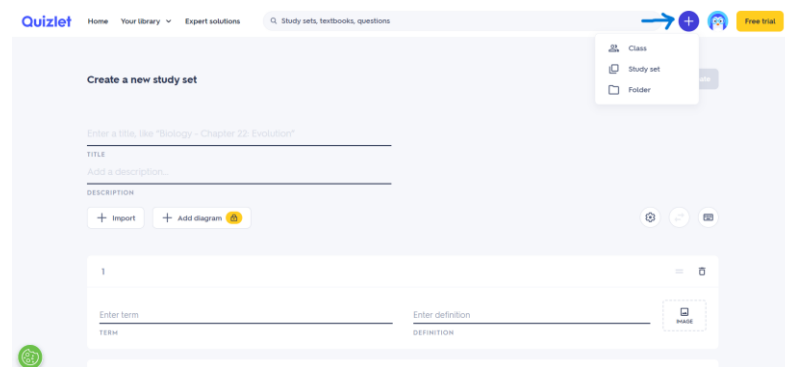 Quizlet Home Your library Expert solutions Study sets, textbooks, questions Free trial
Class
Study set
Folder
Create a new study set
Enter a title, like "Biology - Chapter 22: Evolution"
TITLE
Add a description...
DESCRIPTION
+ Import + Add diagram
1
Enter term Enter definition
TERM DEFINITION IMAGE